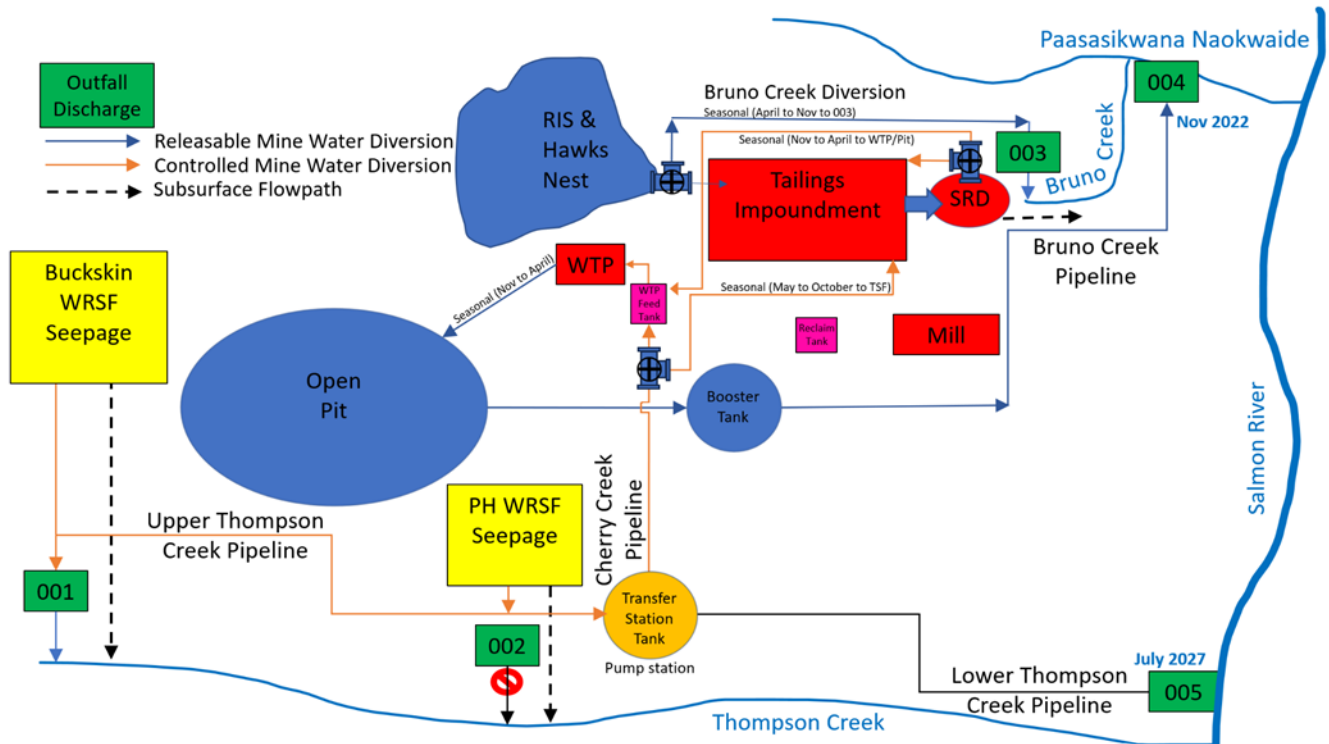 Outfall
Discharge
Releasable Mine Water Diversion
Controlled Mine Water Diversion
Subsurface Flowpath
RIS &
Hawks
Nest
Bruno Creek Diversion
Seasonal (April to Nov to 003)
Seasonal (Nov to April to WTP/Pit)
Tailings
Impoundment
SRD
003
Bruno Creek
Paasasikwana Naokwaide
004
Nov 2022
Bruno Creek
Pipeline
Buckskin
WRSF
Seepage
WTP
WTP
Feed
Tank
Seasonal (Nov to April)
Seasonal (May to October to TSF)
Reclaim
Tank
Mill
Open
Pit
Booster
Tank
Salmon River
Upper Thompson
Creek Pipeline
PH WRSF
Seepage
Cherry Creek
Pipeline
001
002
Transfer
Station
Tank
Pump station
Lower Thompson
Creek Pipeline
July 2027
005
Thompson Creek